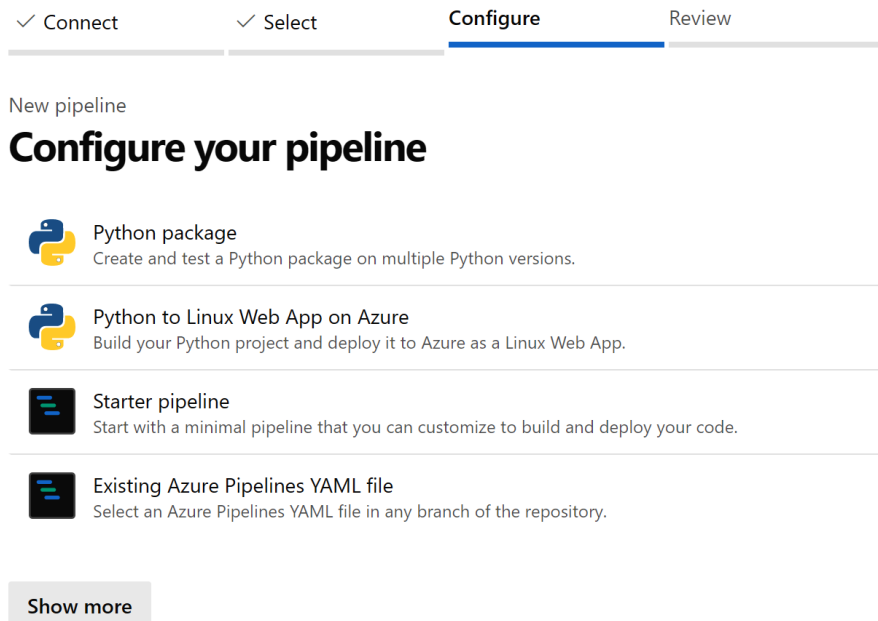 Connect
Select
Configure
Review
New pipeline
Configure your pipeline
Python package
Create and test a Python package on multiple Python versions.
Python to Linux Web App on Azure
Build your Python project and deploy it to Azure as a Linux Web App.
Starter pipeline
Start with a minimal pipeline that you can customize to build and deploy your code.
Existing Azure Pipelines YAML file
Select an Azure Pipelines YAML file in any branch of the repository.
Show more